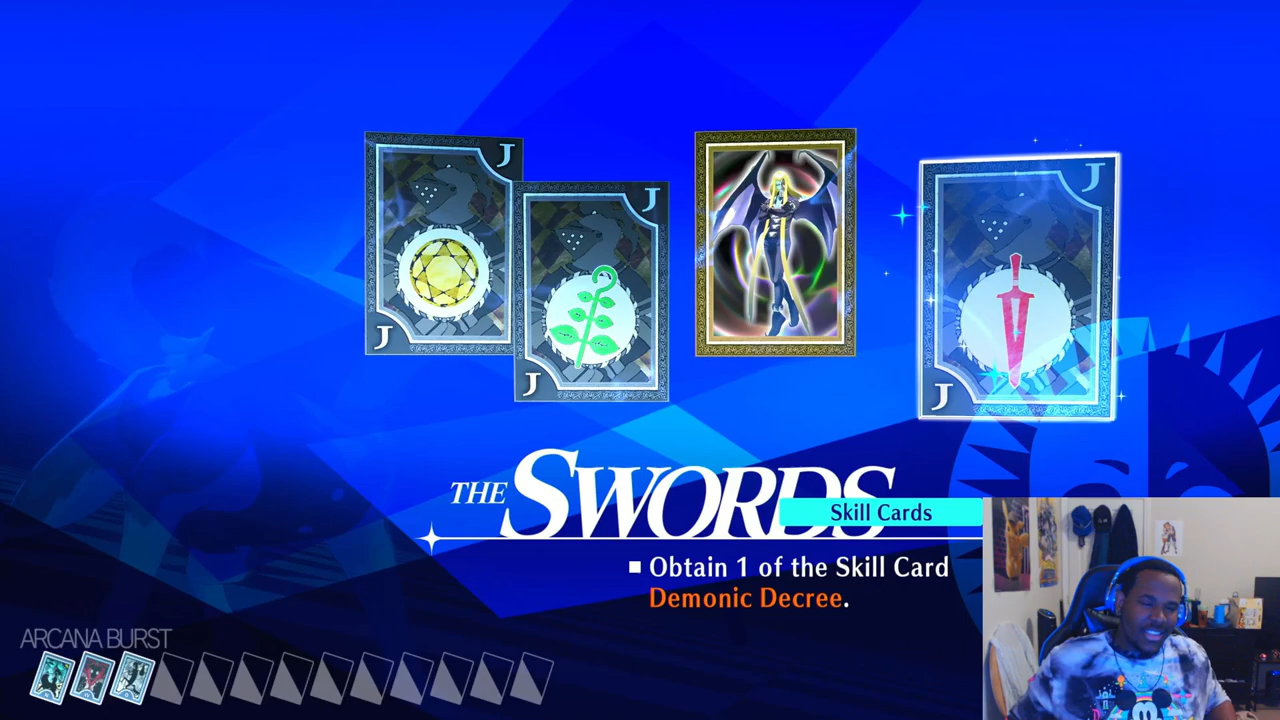 J
J
J
J
J
J
THE SWORDS
Skill Cards
■ Obtain 1 of the Skill Card
Demonic Decree.
ARCANA BURST